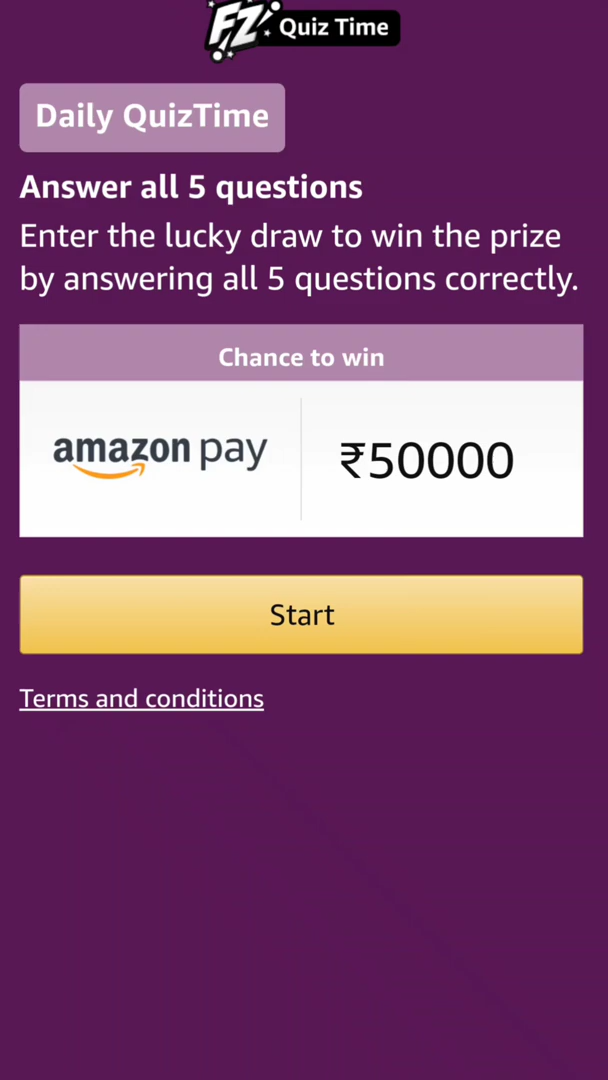 FZ Quiz Time
Daily QuizTime
Answer all 5 questions
Enter the lucky draw to win the prize
by answering all 5 questions correctly.
Chance to win
amazon pay
₹50000
Start
Terms and conditions